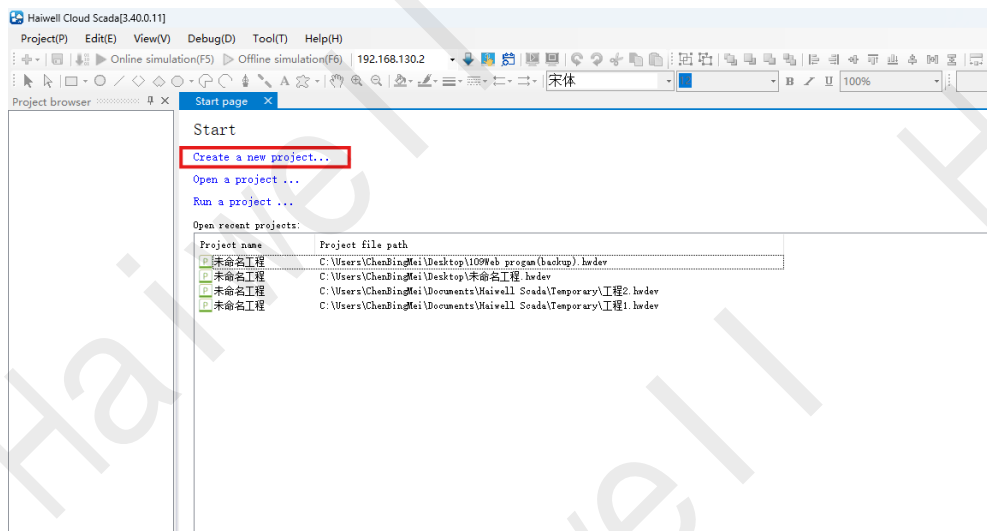 Haiwell Cloud Scada[3.40.0.11]
Project(P) Edit(E) View(V) Debug(D) Tool(T) Help(H)
Online simulation(F5) Offline simulation(F6) 192.168.130.2
宋体 B I U 100%
Project browser Start page
Start
Create a new project...
Open a project ...
Run a project ...
Open recent projects:
Project name Project file path
未命名工程 C:\Users\ChenBingMei\Desktop\109Web progam(backup).hwdev
未命名工程 C:\Users\ChenBingMei\Desktop\未命名工程.hwdev
未命名工程 C:\Users\ChenBingMei\Documents\Haiwell Scada\Temporary\工程2.hwdev
未命名工程 C:\Users\ChenBingMei\Documents\Haiwell Scada\Temporary\工程1.hwdev
Haiwell